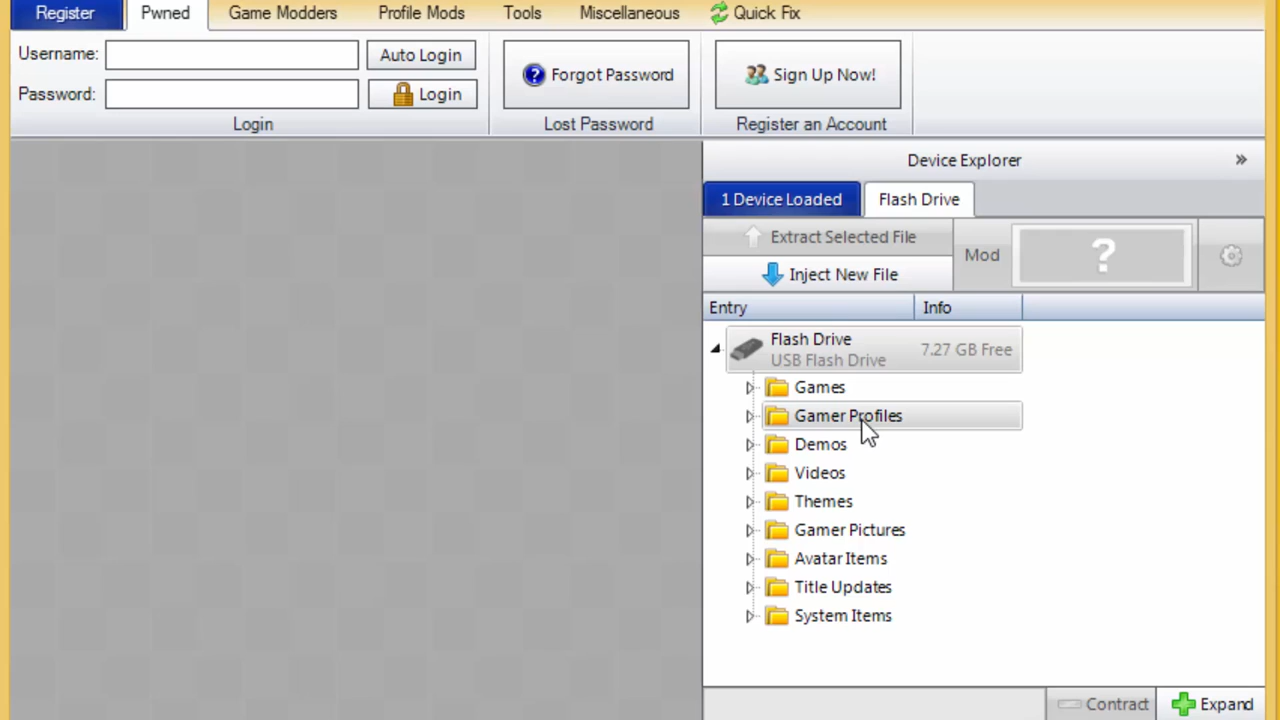 Register Pwned Game Modders Profile Mods Tools Miscellaneous Quick Fix
Username: Auto Login
Password: Login
Login
? Forgot Password
Lost Password
Sign Up Now!
Register an Account
Device Explorer »
1 Device Loaded Flash Drive
Extract Selected File
Inject New File
Mod ?
Entry Info
Flash Drive
USB Flash Drive 7.27 GB Free
Games
Gamer Profiles
Demos
Videos
Themes
Gamer Pictures
Avatar Items
Title Updates
System Items
Contract Expand